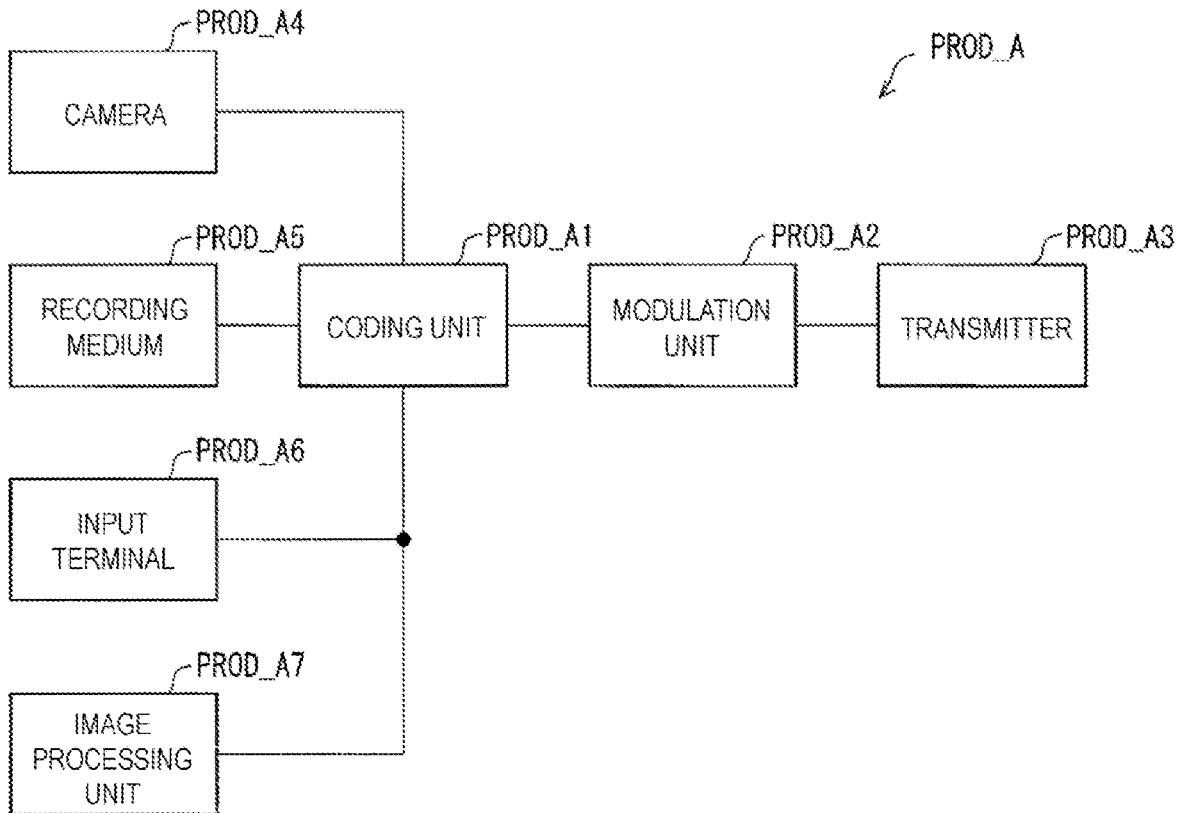 PROD_A4
PROD_A
CAMERA
PROD_A5
PROD_A1
PROD_A2
PROD_A3
RECORDING
MEDIUM
CODING UNIT
MODULATION
UNIT
TRANSMITTER
PROD_A6
INPUT
TERMINAL
PROD_A7
IMAGE
PROCESSING
UNIT